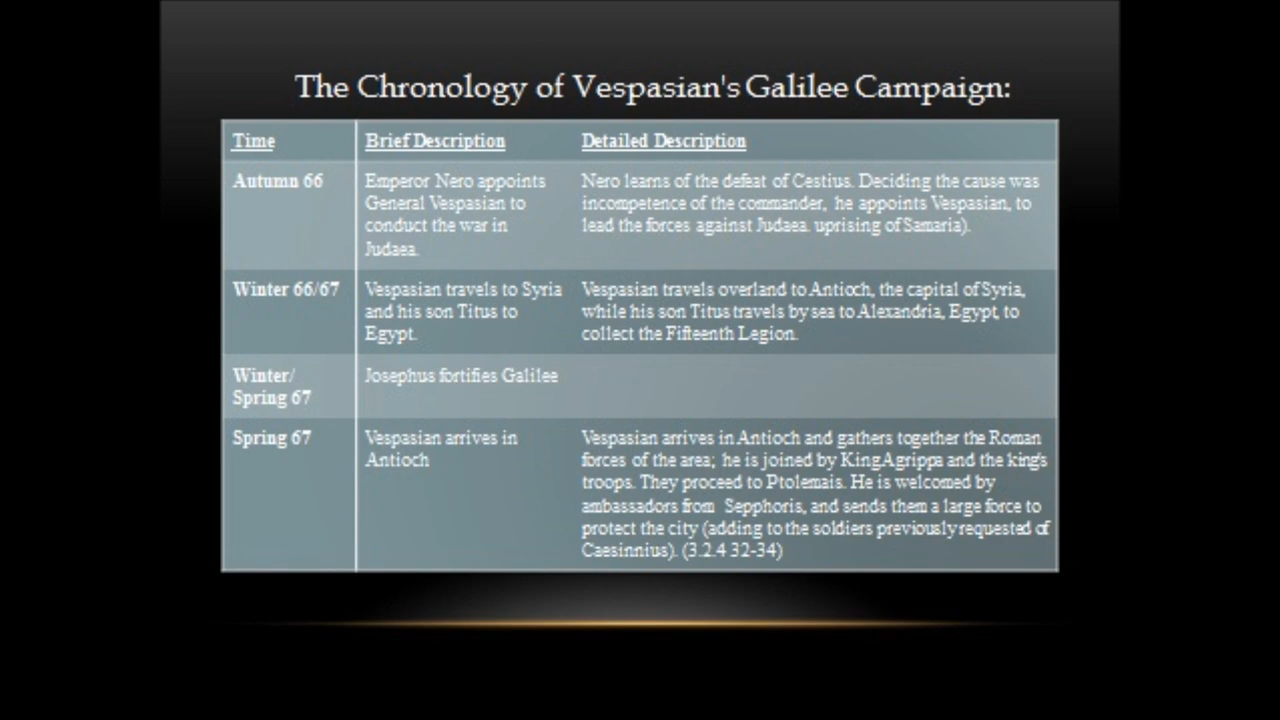 The Chronology of Vespasian's Galilee Campaign:
Time
Brief Description
Detailed Description
Autumn 66
Emperor Nero appoints
General Vespasian to
conduct the war in
Judaea.
Nero learns of the defeat of Cestius. Deciding the cause was
incompetence of the commander, he appoints Vespasian, to
lead the forces against Judaea. uprising of Samaria).
Winter 66/67
Vespasian travels to Syria
and his son Titus to
Egypt.
Vespasian travels overland to Antioch, the capital of Syria,
while his son Titus travels by sea to Alexandria, Egypt, to
collect the Fifteenth Legion.
Winter/
Spring 67
Josephus fortifies Galilee
Spring 67
Vespasian arrives in
Antioch
Vespasian arrives in Antioch and gathers together the Roman
forces of the area; he is joined by King Agrippa and the king's
troops. They proceed to Ptolemais. He is welcomed by
ambassadors from Sepphoris, and sends them a large force to
protect the city (adding to the soldiers previously requested of
Caesinnius). (3.2.4 32-34)